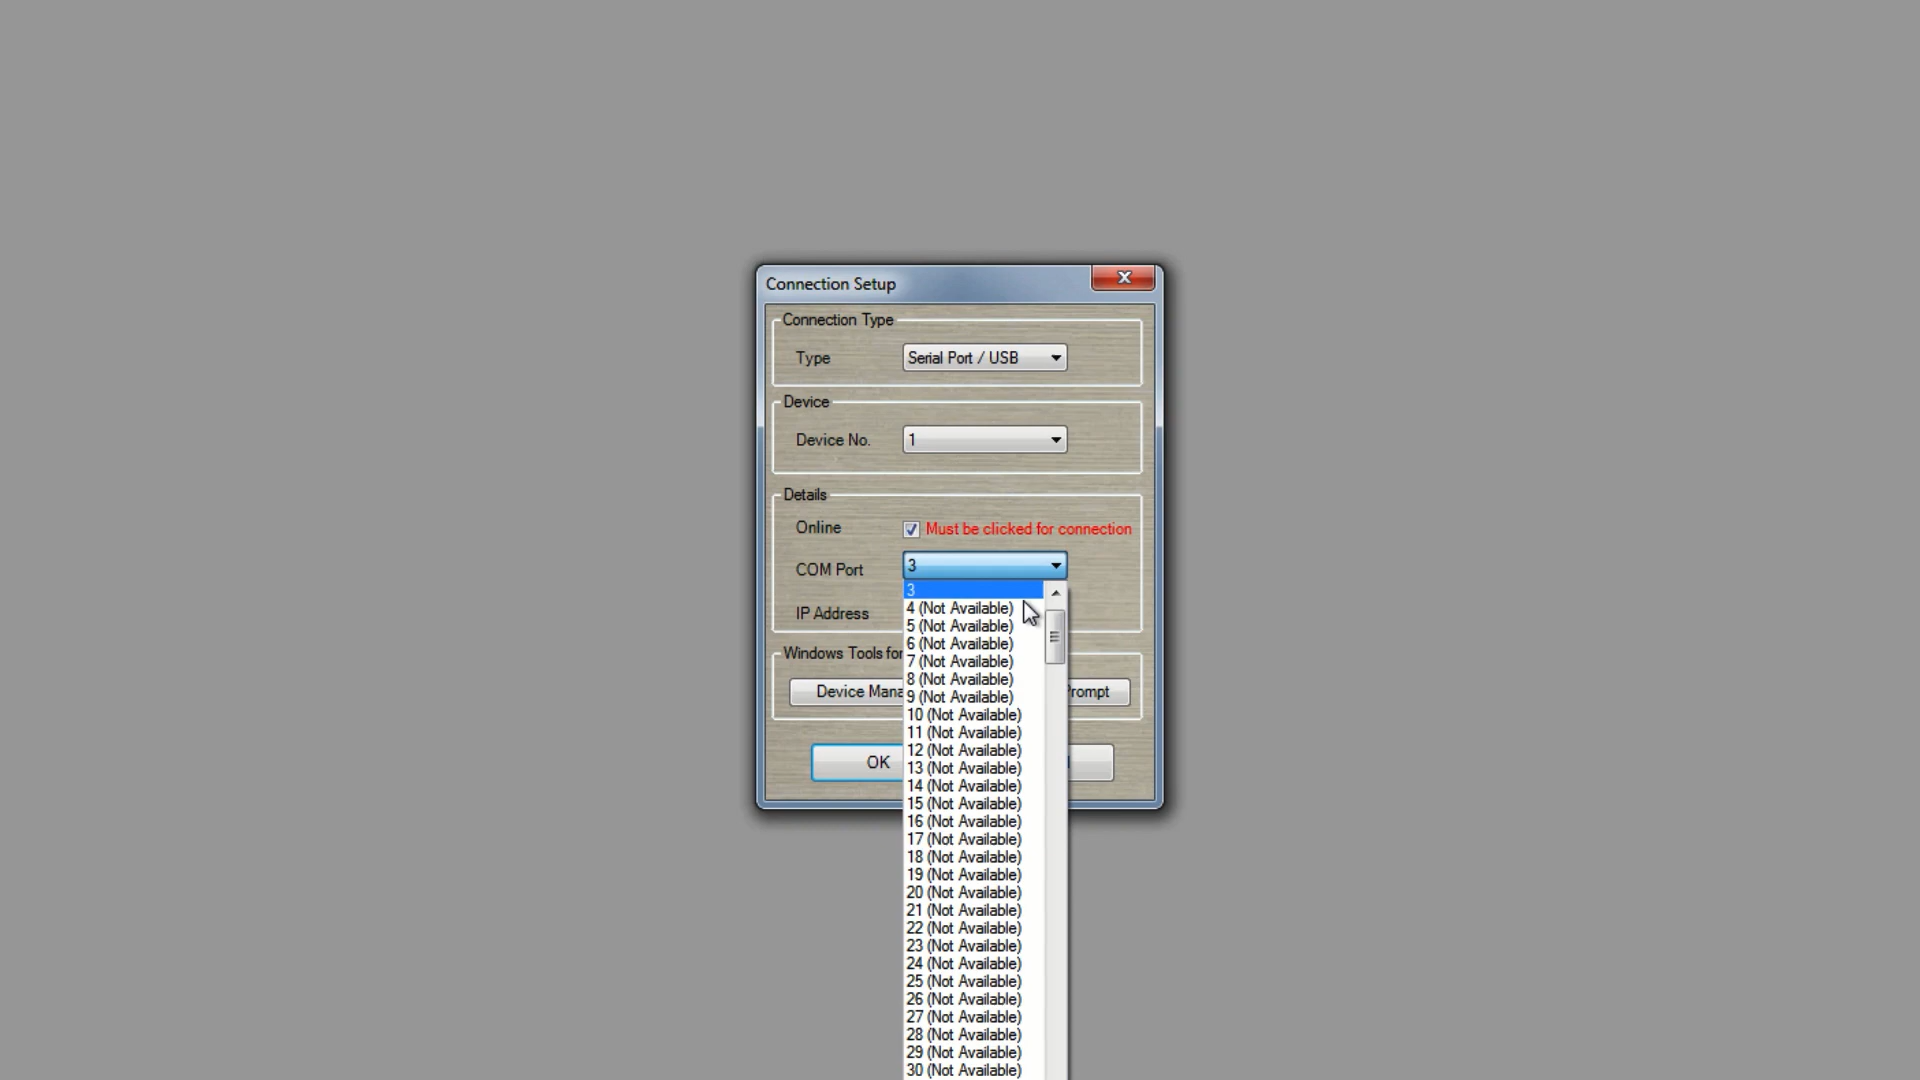 Connection Setup
Connection Type
Type
Serial Port / USB
Device
Device No.
1
Details
Online
Must be clicked for connection
COM Port
3
3
4 (Not Available)
IP Address
5 (Not Available)
6 (Not Available)
Windows Tools for
7 (Not Available)
8 (Not Available)
Device Mana
Prompt
9 (Not Available)
10 (Not Available)
11 (Not Available)
12 (Not Available)
OK
13 (Not Available)
14 (Not Available)
15 (Not Available)
16 (Not Available)
17 (Not Available)
18 (Not Available)
19 (Not Available)
20 (Not Available)
21 (Not Available)
22 (Not Available)
23 (Not Available)
24 (Not Available)
25 (Not Available)
26 (Not Available)
27 (Not Available)
28 (Not Available)
29 (Not Available)
30 (Not Available)